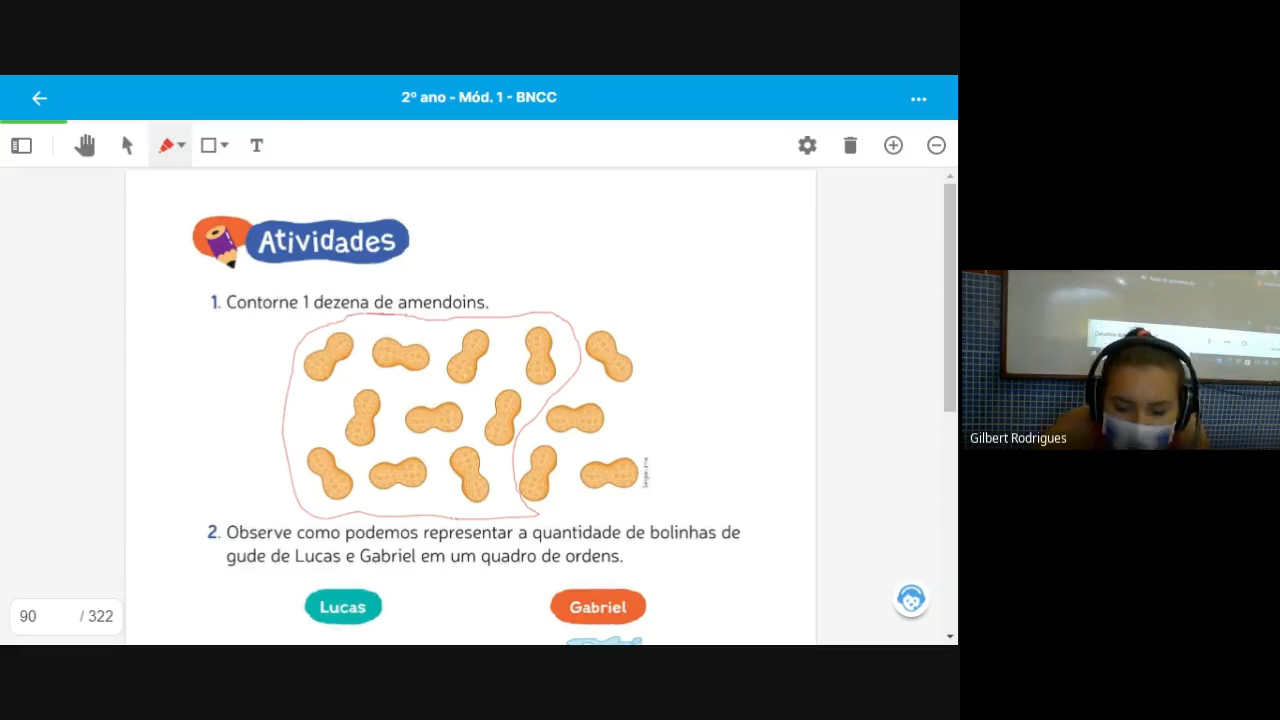 2º ano - Mód. 1 - BNCC
T
Atividades
1. Contorne 1 dezena de amendoins.
2. Observe como podemos representar a quantidade de bolinhas de
gude de Lucas e Gabriel em um quadro de ordens.
Lucas
Gabriel
90 / 322
Gilbert Rodrigues